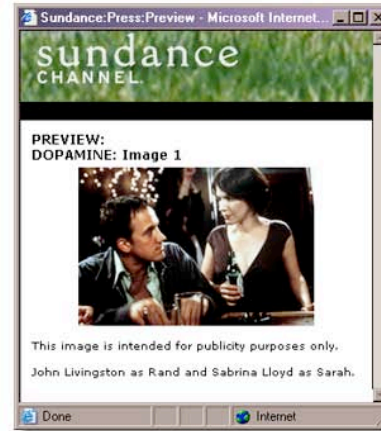 Sundance:Press:Preview - Microsoft Internet...
sundance
CHANNEL
PREVIEW:
DOPAMINE: Image 1
This image is intended for publicity purposes only.
John Livingston as Rand and Sabrina Lloyd as Sarah.
Done
Internet